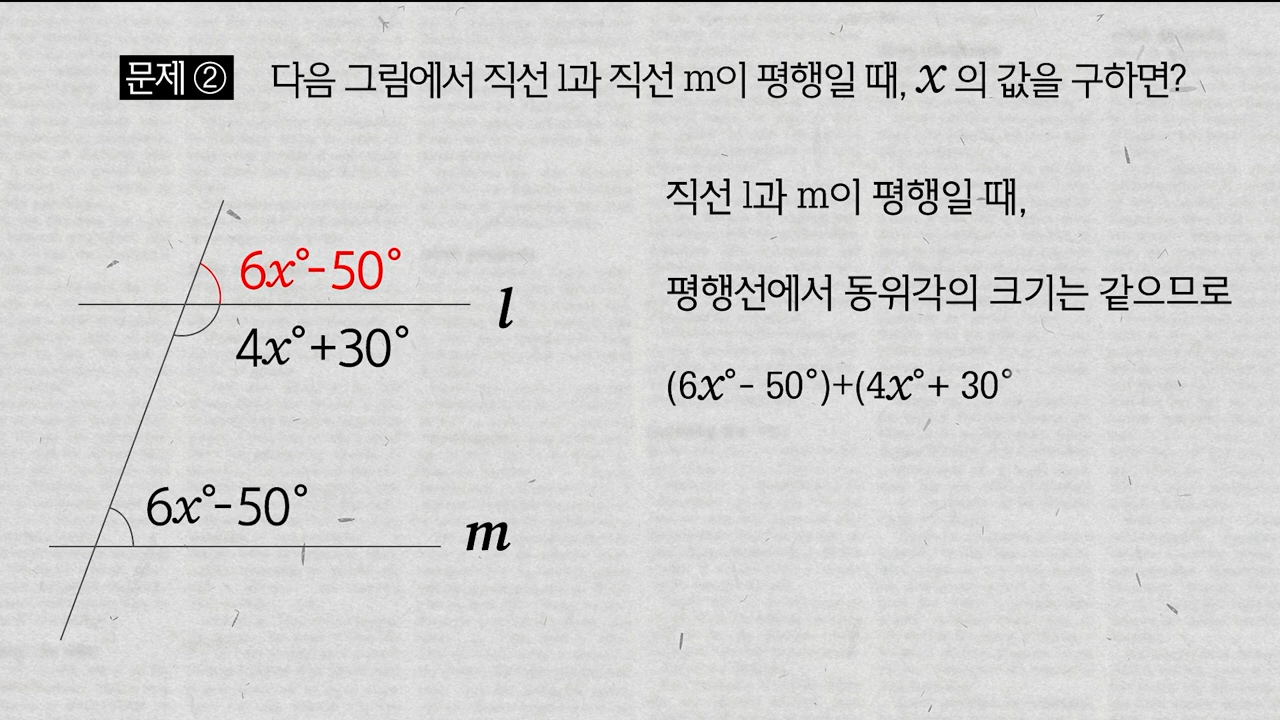 문제 ② 다음 그림에서 직선 l과 직선 m이 평행일 때, x 의 값을 구하면?
직선 l과 m이 평행일 때,
평행선에서 동위각의 크기는 같으므로
(6x°- 50°)+(4x°+ 30°
6x°-50°
l
4x°+30°
6x°-50°
m